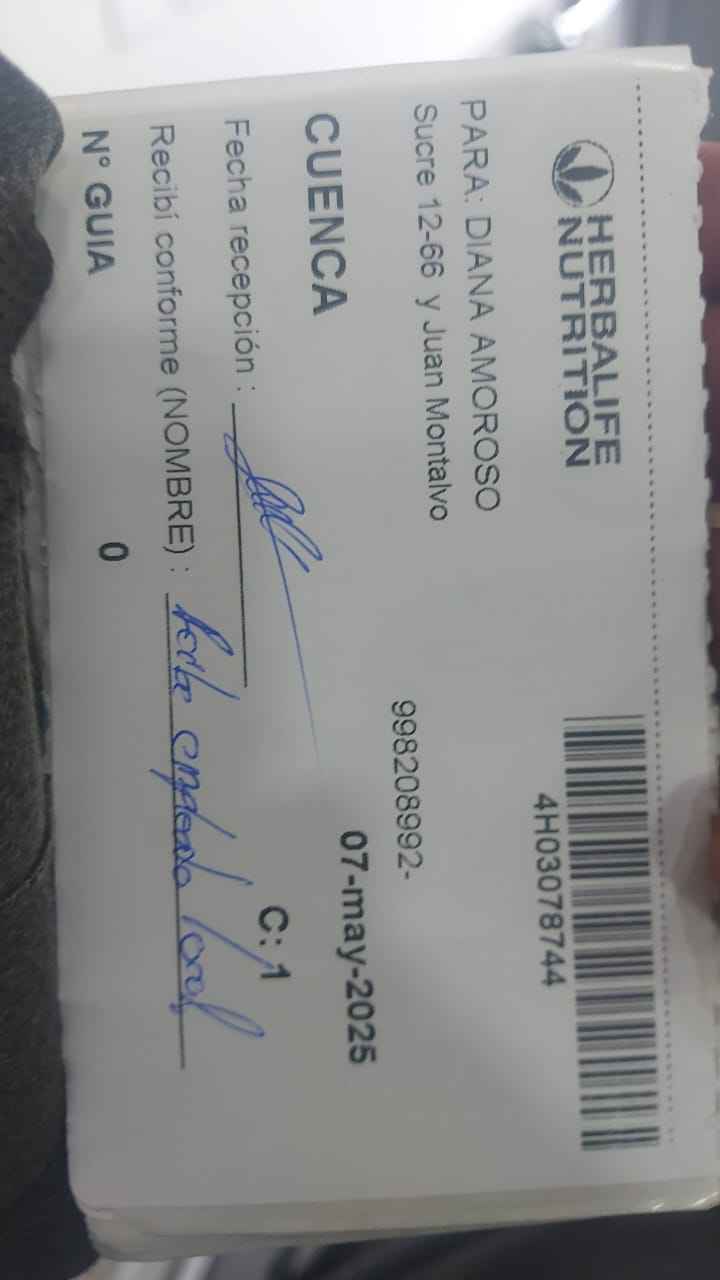 HERBALIFE
NUTRITION
4H03078744
PARA: DIANA AMOROSO
Sucre 12-66 y Juan Montalvo
998208992-
CUENCA
07-may-2025
Fecha recepción :
C: 1
Recibí conforme (NOMBRE) : local
N° GUIA 0